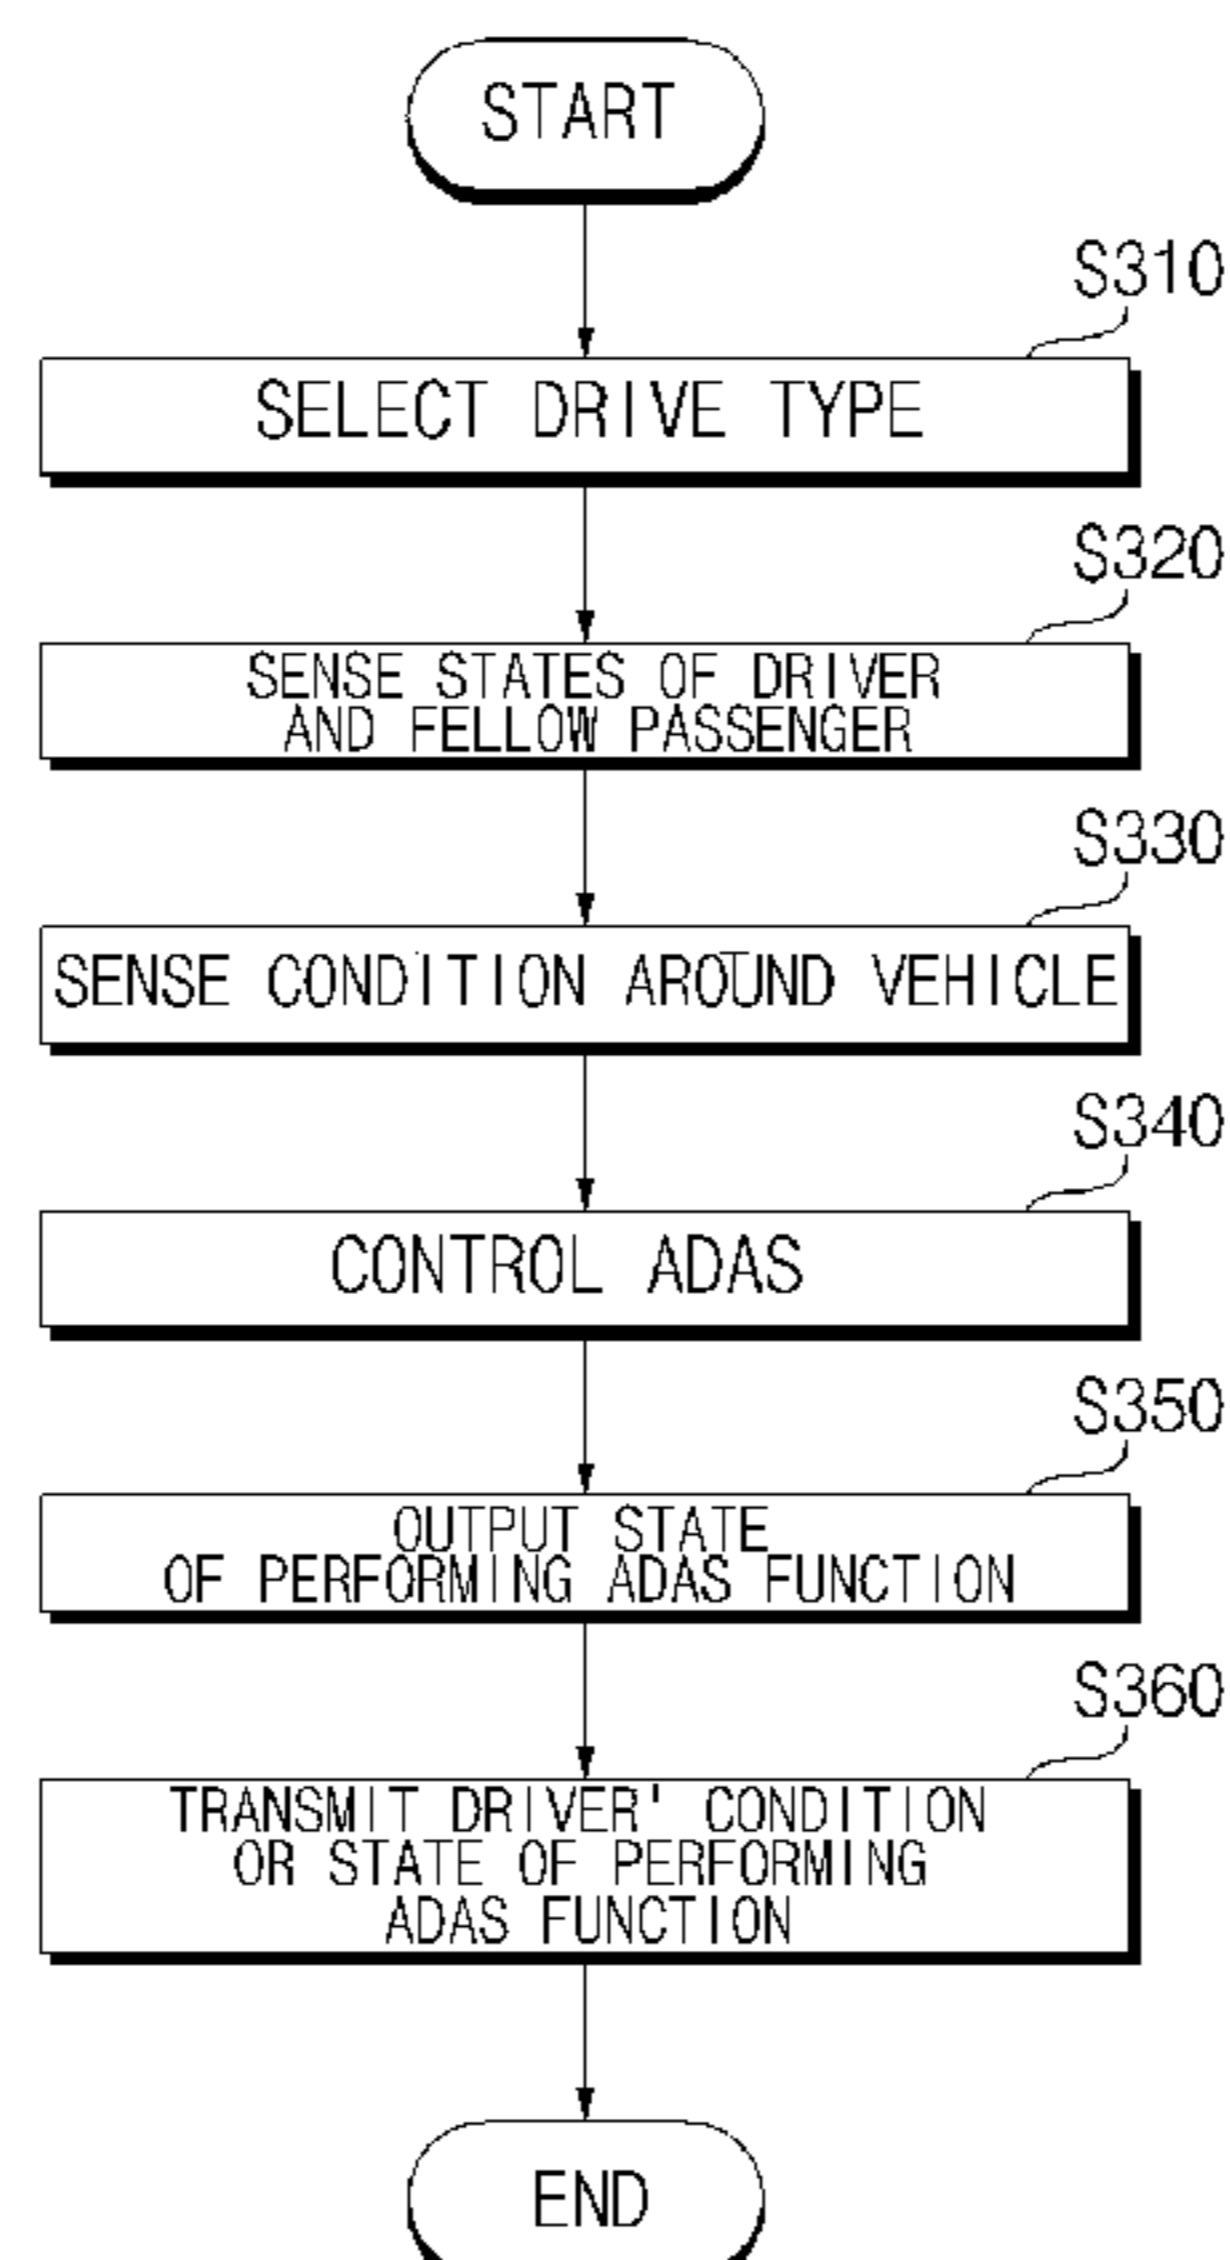 START
S310
SELECT DRIVE TYPE
S320
SENSE STATES OF DRIVER
AND FELLOW PASSENGER
S330
SENSE CONDITION AROUND VEHICLE
S340
CONTROL ADAS
S350
OUTPUT STATE
OF PERFORMING ADAS FUNCTION
S360
TRANSMIT DRIVER' CONDITION
OR STATE OF PERFORMING
ADAS FUNCTION
END